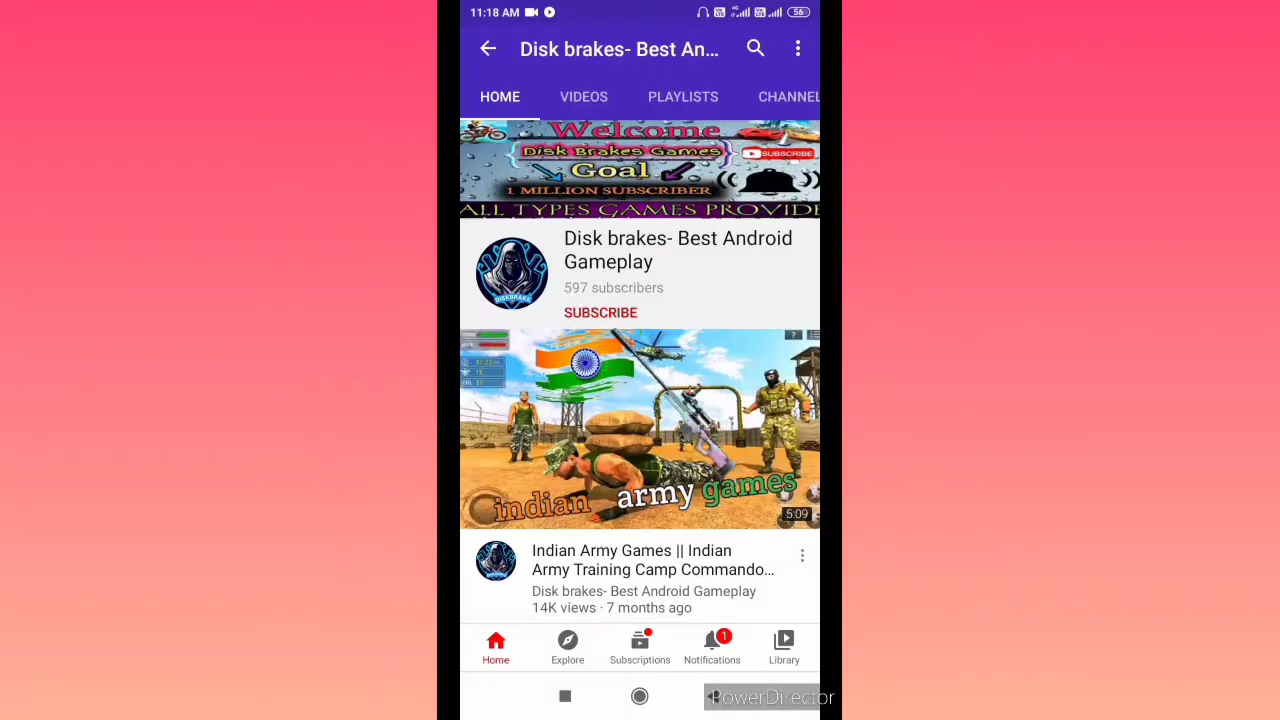 11:18 AM
56
Disk brakes- Best An...
HOME VIDEOS PLAYLISTS CHANNEL
Welcome
Disk Brakes Games
SUBSCRIBE
Goal
1 MILLION SUBSCRIBER
ALL TYPES GAMES PROVIDE
Disk brakes- Best Android
Gameplay
597 subscribers
SUBSCRIBE
DISKBRAKE
?
indian army games
5:09
Indian Army Games || Indian
Army Training Camp Commando...
Disk brakes- Best Android Gameplay
14K views · 7 months ago
1
Home Explore Subscriptions Notifications Library
PowerDirector